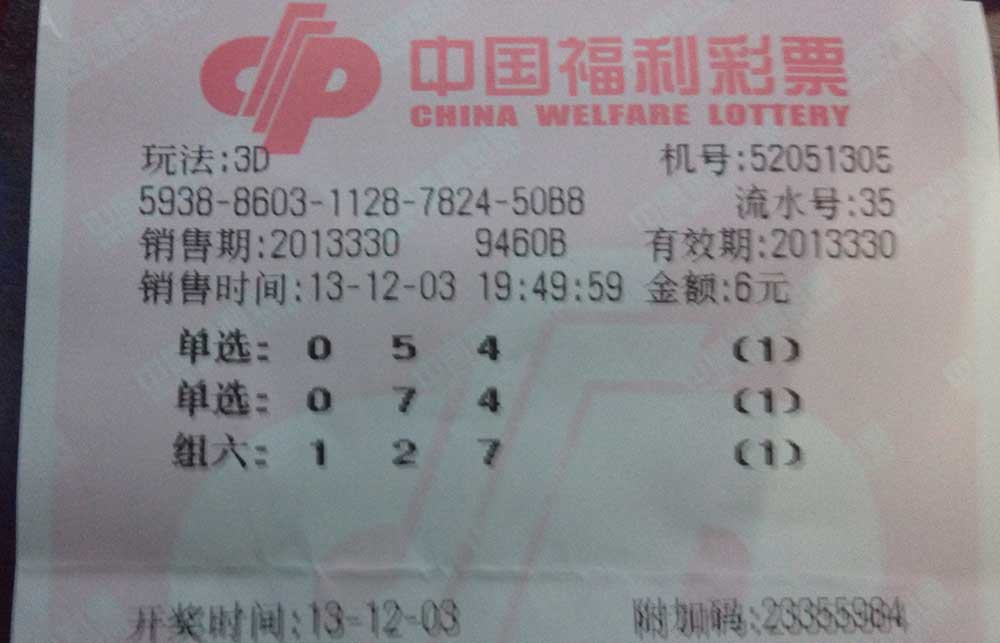 中国福利彩票
CHINA WELFARE LOTTERY
玩法:3D 机号:52051305
5938-8603-1128-7824-50B8 流水号:35
销售期:2013330 9460B 有效期:2013330
销售时间:13-12-03 19:49:59 金额:6元
单选: 0 5 4 (1)
单选: 0 7 4 (1)
组六: 1 2 7 (1)
开奖时间:13-12-03 附加码:23355984